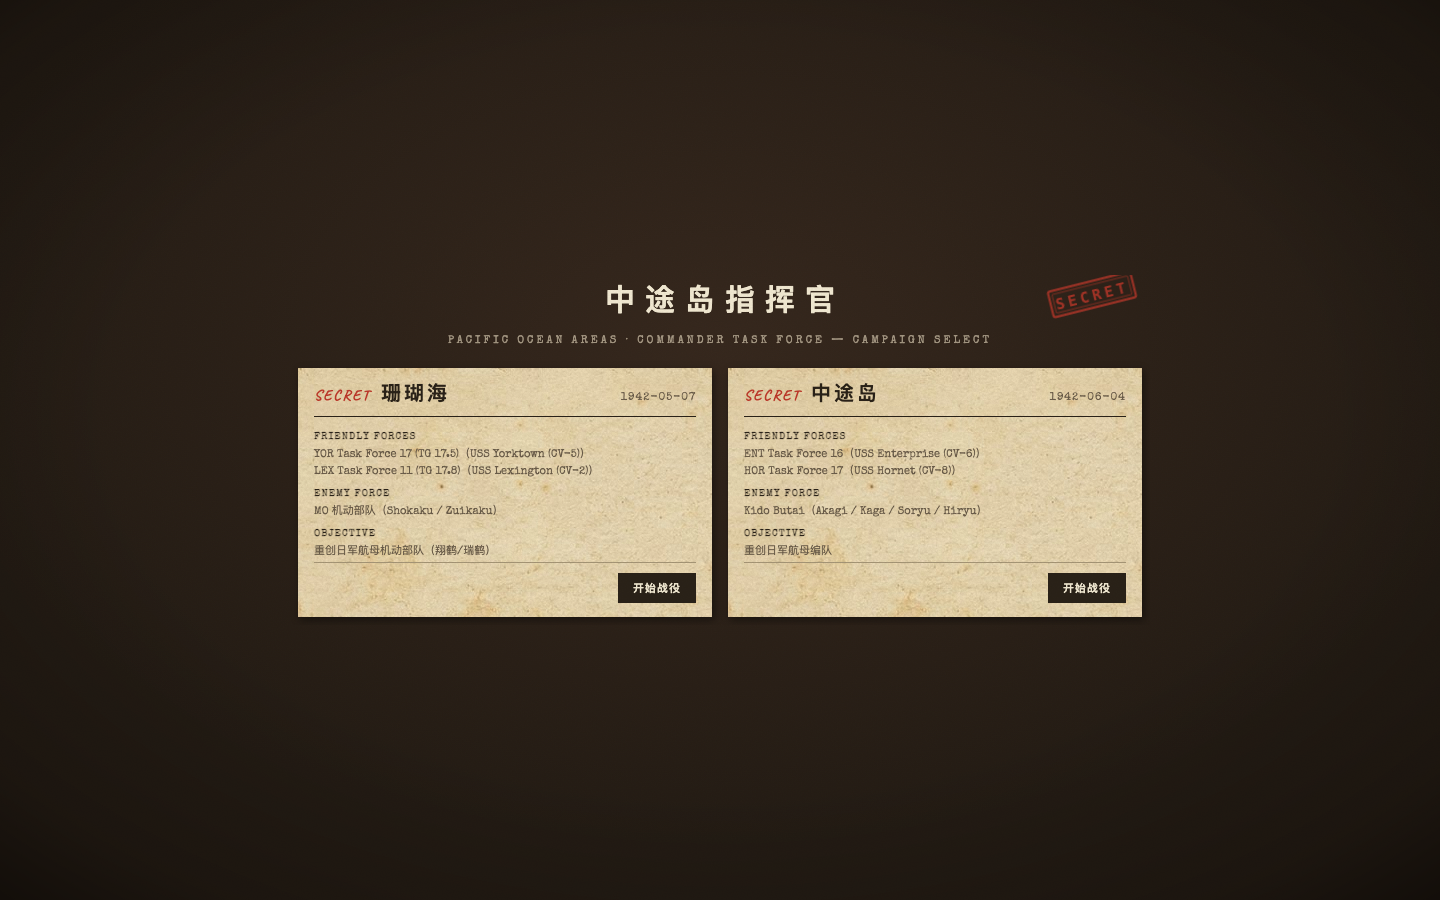 中途岛指挥官
SECRET
PACIFIC OCEAN AREAS · COMMANDER TASK FORCE — CAMPAIGN SELECT
SECRET 珊瑚海 1942-05-07
FRIENDLY FORCES
YOR Task Force 17 (TG 17.5) (USS Yorktown (CV-5))
LEX Task Force 11 (TG 17.8) (USS Lexington (CV-2))
ENEMY FORCE
MO 机动部队 (Shokaku / Zuikaku)
OBJECTIVE
重创日军航母机动部队（翔鹤/瑞鹤）
开始战役
SECRET 中途岛 1942-06-04
FRIENDLY FORCES
ENT Task Force 16 (USS Enterprise (CV-6))
HOR Task Force 17 (USS Hornet (CV-8))
ENEMY FORCE
Kido Butai (Akagi / Kaga / Soryu / Hiryu)
OBJECTIVE
重创日军航母编队
开始战役